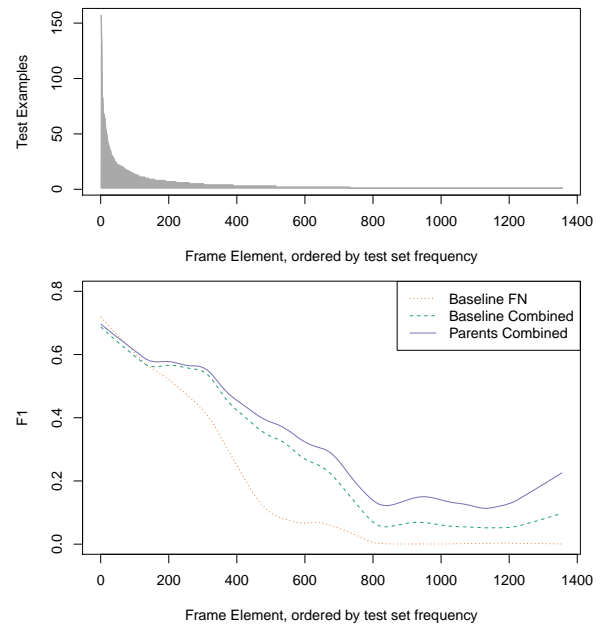 150
100
50
0
Test Examples
0 200 400 600 800 1000 1200 1400
Frame Element, ordered by test set frequency
0.8
0.6
0.4
0.2
0.0
F1
Baseline FN
Baseline Combined
Parents Combined
0 200 400 600 800 1000 1200 1400
Frame Element, ordered by test set frequency